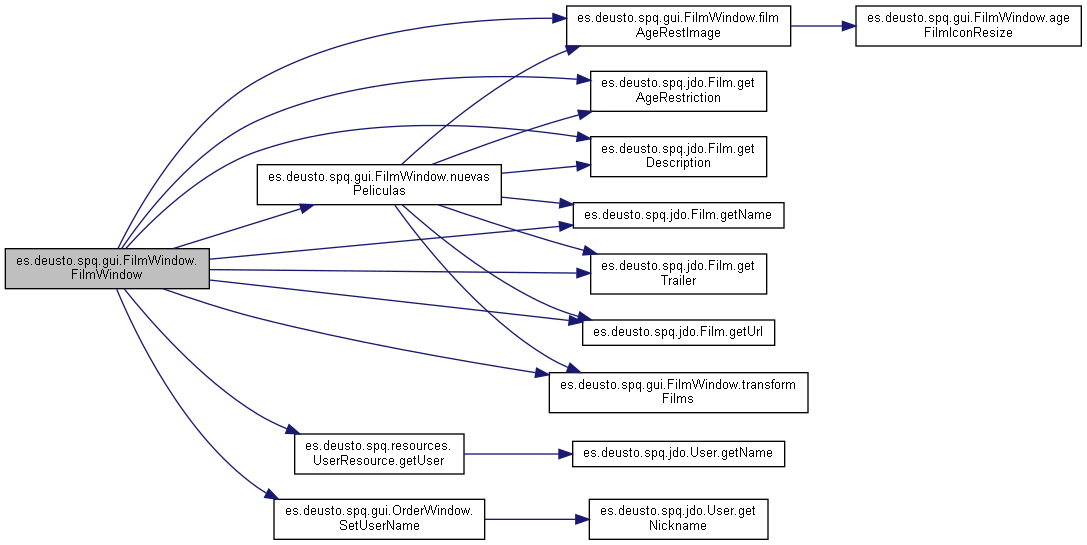 es.deusto.spq.gui.FilmWindow.
FilmWindow
es.deusto.spq.gui.FilmWindow.film
AgeRestImage
es.deusto.spq.gui.FilmWindow.age
FilmIconResize
es.deusto.spq.jdo.Film.get
AgeRestriction
es.deusto.spq.jdo.Film.get
Description
es.deusto.spq.gui.FilmWindow.nuevas
Peliculas
es.deusto.spq.jdo.Film.getName
es.deusto.spq.jdo.Film.get
Trailer
es.deusto.spq.jdo.Film.getUrl
es.deusto.spq.gui.FilmWindow.transform
Films
es.deusto.spq.resources.
UserResource.getUser
es.deusto.spq.jdo.User.getName
es.deusto.spq.gui.OrderWindow.
SetUserName
es.deusto.spq.jdo.User.get
Nickname